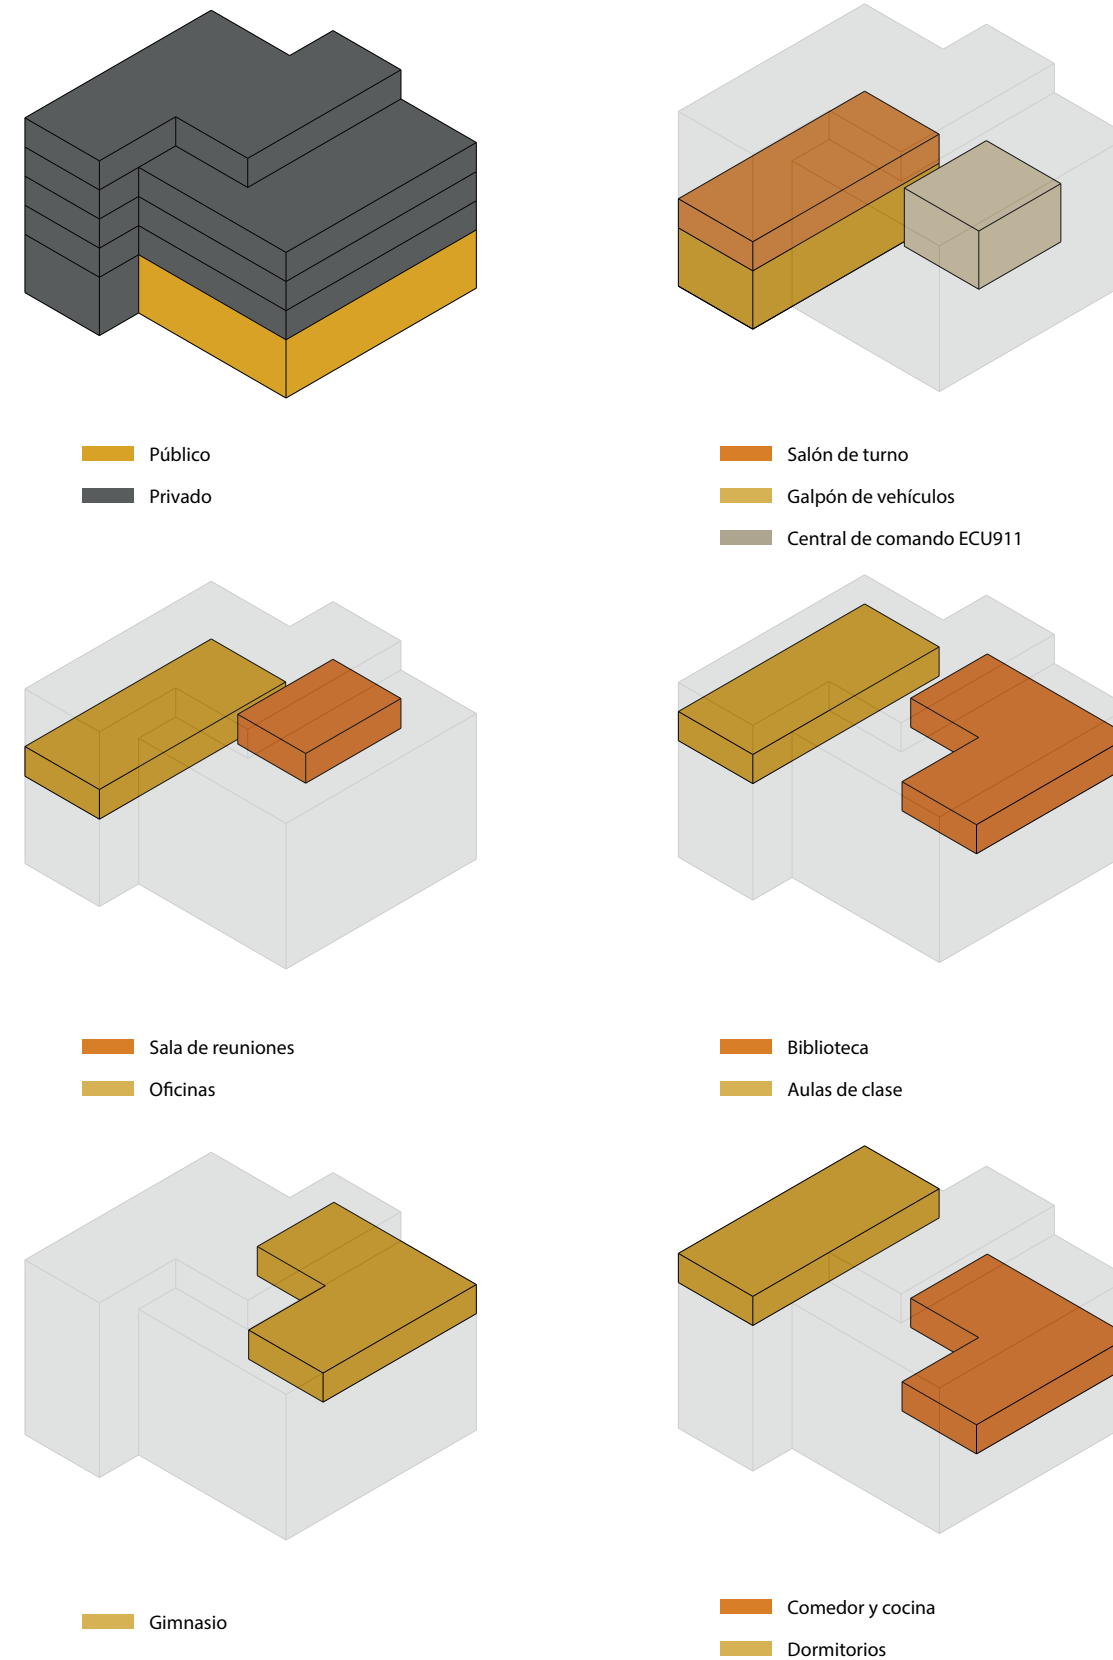 Público
Privado
Salón de turno
Galpón de vehículos
Central de comando ECU911
Sala de reuniones
Oficinas
Biblioteca
Aulas de clase
Gimnasio
Comedor y cocina
Dormitorios